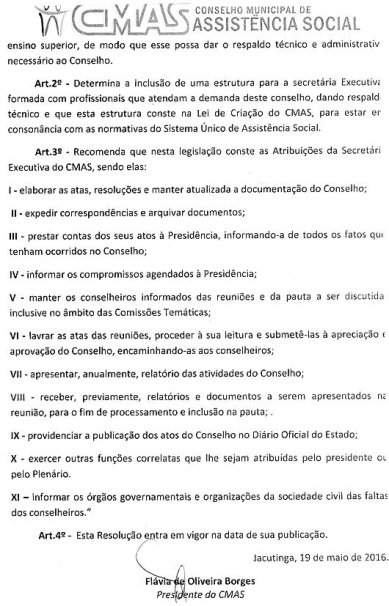 CMAS CONSELHO MUNICIPAL DE
ASSISTÊNCIA SOCIAL
ensino superior, de modo que esse possa dar o respaldo técnico e administrativ
necessário ao Conselho.
Art.2º - Determina a inclusão de uma estrutura para a secretária Executiva
formada com profissionais que atendam a demanda deste conselho, dando respald
técnico e que esta estrutura conste na Lei de Criação do CMAS, para estar er
consonância com as normativas do Sistema Único de Assistência Social.
Art.3º - Recomenda que nesta legislação conste as Atribuições da Secretári
Executiva do CMAS, sendo elas:
I - elaborar as atas, resoluções e manter atualizada a documentação do Conselho;
II - expedir correspondências e arquivar documentos;
III - prestar contas dos seus atos à Presidência, informando-a de todos os fatos que
tenham ocorridos no Conselho;
IV - informar os compromissos agendados à Presidência;
V - manter os conselheiros informados das reuniões e da pauta a ser discutida
inclusive no âmbito das Comissões Temáticas;
VI - lavrar as atas das reuniões, proceder à sua leitura e submetê-las à apreciação e
aprovação do Conselho, encaminhando-as aos conselheiros;
VII - apresentar, anualmente, relatório das atividades do Conselho;
VIII - receber, previamente, relatórios e documentos a serem apresentados na
reunião, para o fim de processamento e inclusão na pauta; .
IX - providenciar a publicação dos atos do Conselho no Diário Oficial do Estado;
X - exercer outras funções correlatas que lhe sejam atribuídas pelo presidente ou
pelo Plenário.
XI – informar os órgãos governamentais e organizações da sociedade civil das faltas
dos conselheiros.”
Art.4º - Esta Resolução entra em vigor na data de sua publicação.
Jacutinga, 19 de maio de 2016.
Flávia de Oliveira Borges
Presidente do CMAS